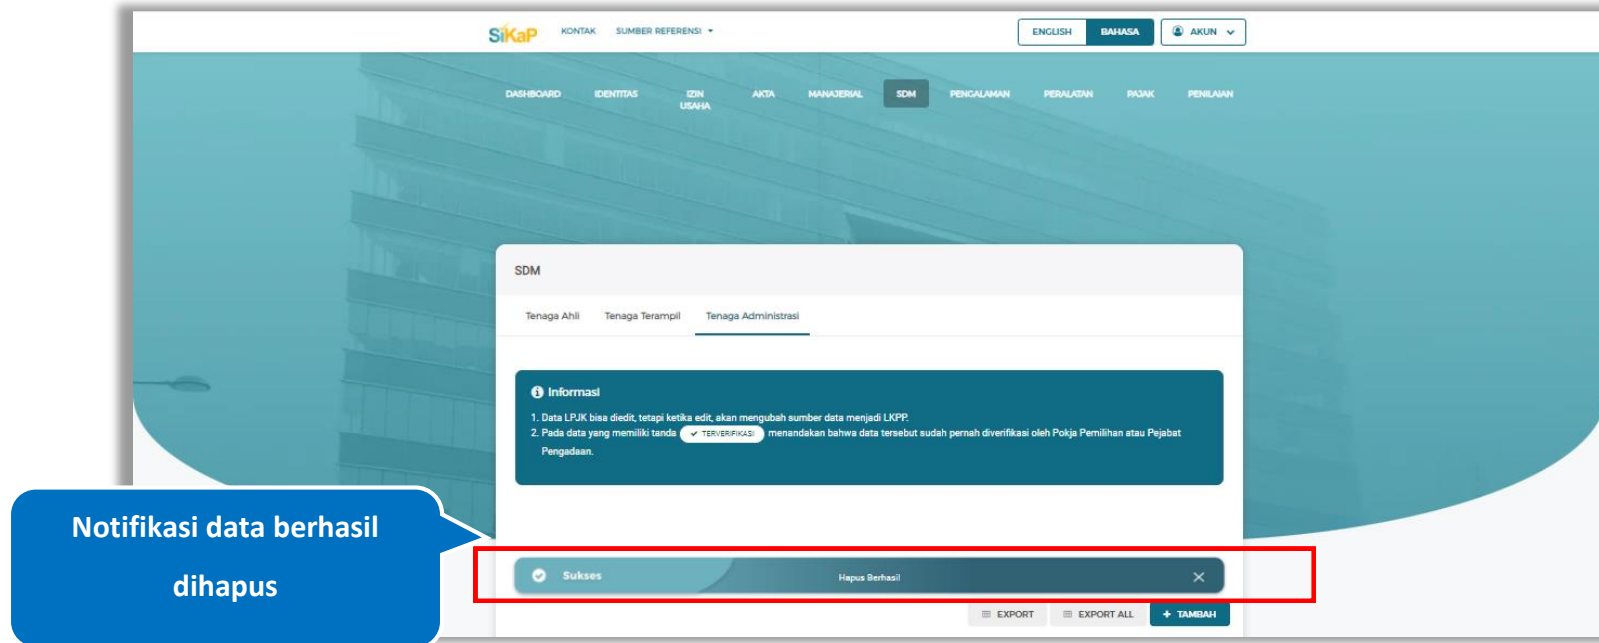 SiKaP KONTAK SUMBER REFERENSI ENGLISH BAHASA AKUN
DASHBOARD IDENTITAS IZIN USAHA AKTA MANAJERIAL SDM PENGALAMAN PERALATAN PAJAK PENILAIAN
SDM
Tenaga Ahli Tenaga Terampil Tenaga Administrasi
Informasi
1. Data LPJK bisa diedit, tetapi ketika edit, akan mengubah sumber data menjadi LKPP.
2. Pada data yang memiliki tanda TERVERIFIKASI menandakan bahwa data tersebut sudah pernah diverifikasi oleh Pokja Pemilihan atau Pejabat
Pengadaan.
Notifikasi data berhasil
dihapus
Sukses Hapus Berhasil
EXPORT EXPORT ALL + TAMBAH